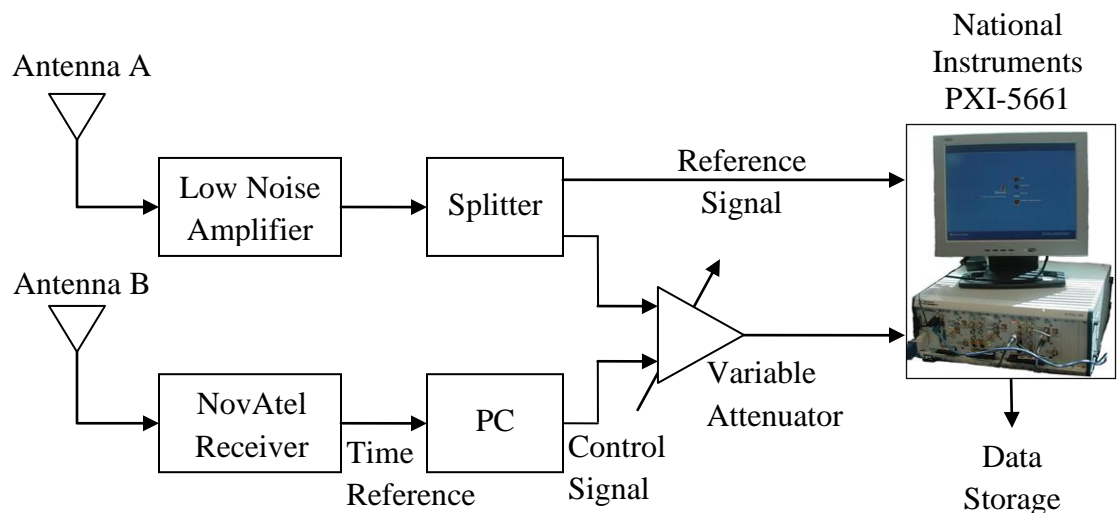 National
Instruments
PXI-5661
Antenna A
Low Noise
Amplifier
Splitter
Reference
Signal
Antenna B
NovAtel
Receiver
Time
Reference
PC
Control
Signal
Variable
Attenuator
Data
Storage